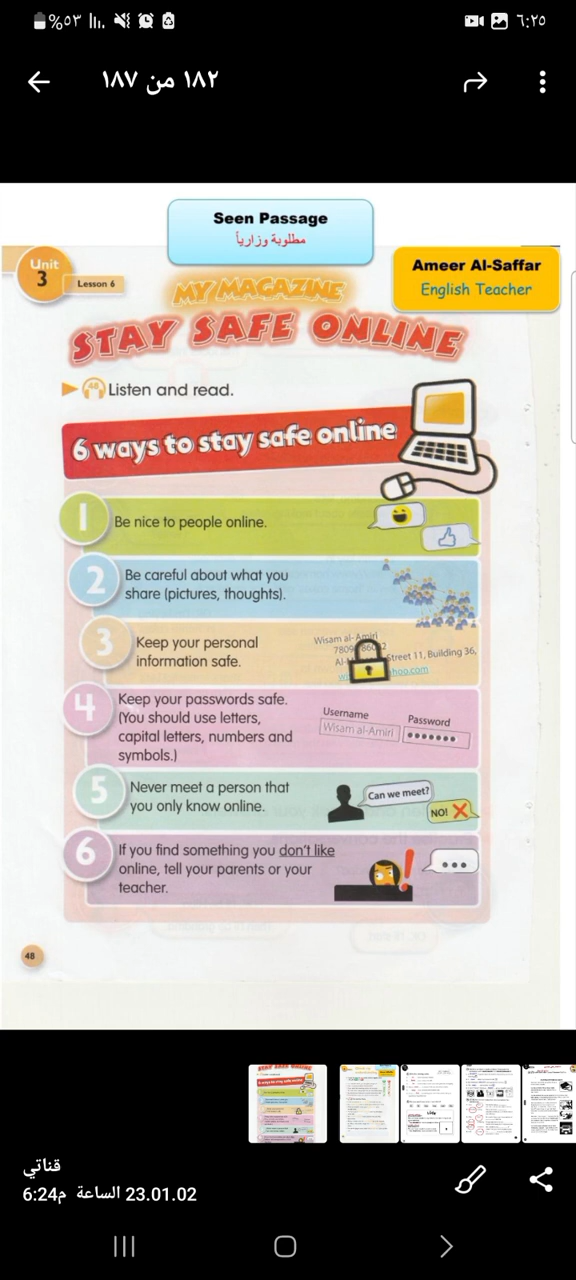 %٥٣
٦:٢٥
١٨٢ من ١٨٧
Seen Passage
مطلوبة وزارياً
Unit
3
Lesson 6
Ameer Al-Saffar
English Teacher
MY MAGAZINE
STAY SAFE ONLINE
48
Listen and read.
6 ways to stay safe online
1
Be nice to people online.
2
Be careful about what you
share (pictures, thoughts).
3
Keep your personal
information safe.
Wisam al-Amiri
Street 11, Building 36,
4
Keep your passwords safe.
(You should use letters,
capital letters, numbers and
symbols.)
Username
Password
Wisam al-Amiri
5
Never meet a person that
you only know online.
Can we meet?
NO!
6
If you find something you don't like
online, tell your parents or your
teacher.
48
قناتي
23.01.02 الساعة 6:24م